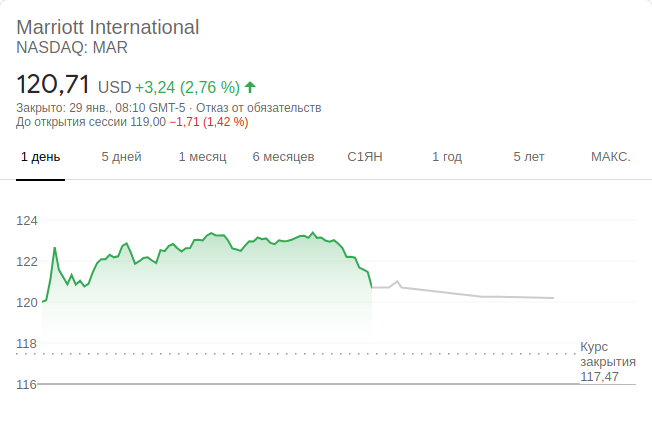 Marriott International
NASDAQ: MAR
120,71 USD +3,24 (2,76 %)
Закрыто: 29 янв., 08:10 GMT-5 · Отказ от обязательств
До открытия сессии 119,00 −1,71 (1,42 %)
1 день 5 дней 1 месяц 6 месяцев С1ЯН 1 год 5 лет МАКС.
124
122
120
118
Курс
закрытия
117,47
116